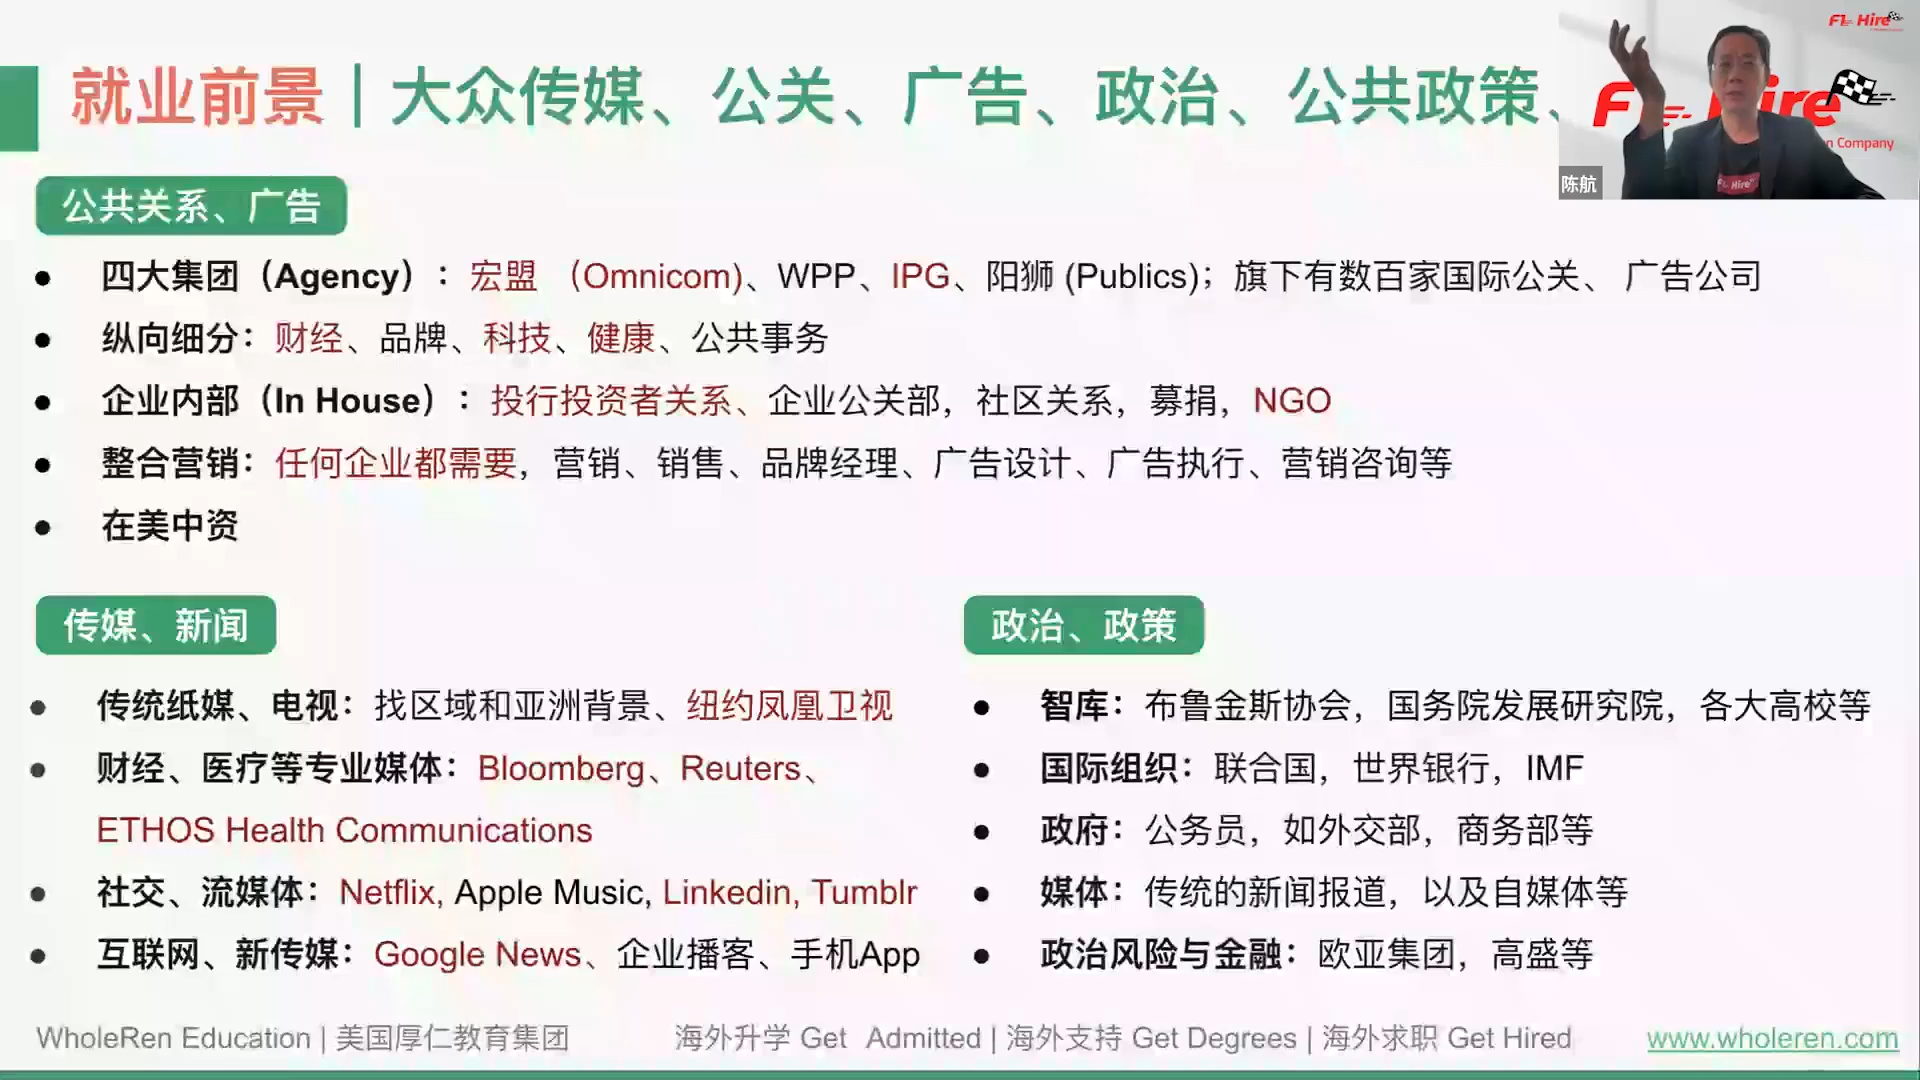 就业前景｜大众传媒、公关、广告、政治、公共政策、
F1 Hire
Hire
n Company
F1 Hire
陈航
公共关系、广告
● 四大集团（Agency）：宏盟 （Omnicom)、WPP、IPG、阳狮 (Publics)；旗下有数百家国际公关、 广告公司
● 纵向细分：财经、品牌、科技、健康、公共事务
● 企业内部（In House）：投行投资者关系、企业公关部，社区关系，募捐，NGO
● 整合营销：任何企业都需要，营销、销售、品牌经理、广告设计、广告执行、营销咨询等
● 在美中资
传媒、新闻
● 传统纸媒、电视：找区域和亚洲背景、纽约凤凰卫视
● 财经、医疗等专业媒体：Bloomberg、Reuters、
ETHOS Health Communications
● 社交、流媒体：Netflix, Apple Music, Linkedin, Tumblr
● 互联网、新传媒：Google News、企业播客、手机App
政治、政策
● 智库：布鲁金斯协会，国务院发展研究院，各大高校等
● 国际组织：联合国，世界银行，IMF
● 政府：公务员，如外交部，商务部等
● 媒体：传统的新闻报道，以及自媒体等
● 政治风险与金融：欧亚集团，高盛等
WholeRen Education | 美国厚仁教育集团
海外升学 Get Admitted | 海外支持 Get Degrees | 海外求职 Get Hired
www.wholeren.com